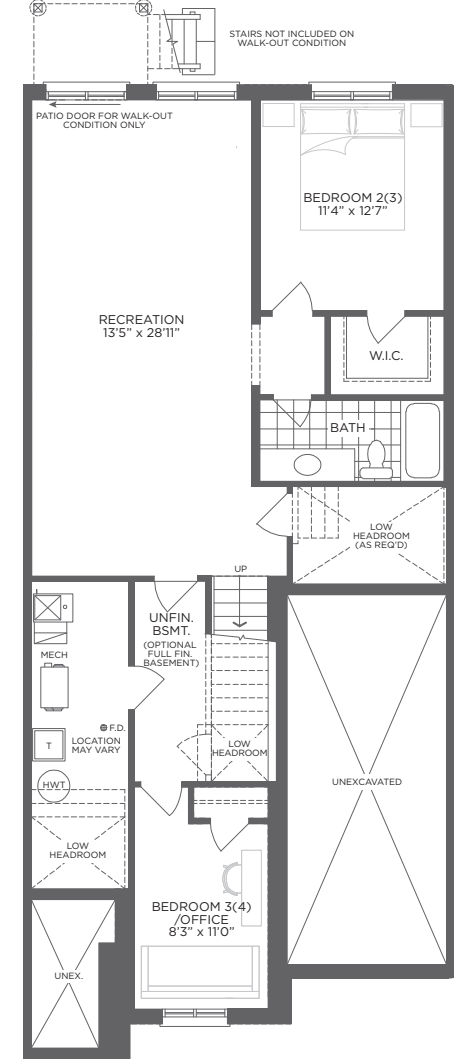 STAIRS NOT INCLUDED ON
WALK-OUT CONDITION
PATIO DOOR FOR WALK-OUT
CONDITION ONLY
BEDROOM 2(3)
11'4" x 12'7"
RECREATION
13'5" x 28'11"
W.I.C.
BATH
LOW
HEADROOM
(AS REQ'D)
UP
UNFIN.
BSMT.
(OPTIONAL
FULL FIN.
BASEMENT)
MECH
F.D.
LOCATION
MAY VARY
T
LOW
HEADROOM
HWT
UNEXCAVATED
LOW
HEADROOM
BEDROOM 3(4)
/OFFICE
8'3" x 11'0"
UNEX.